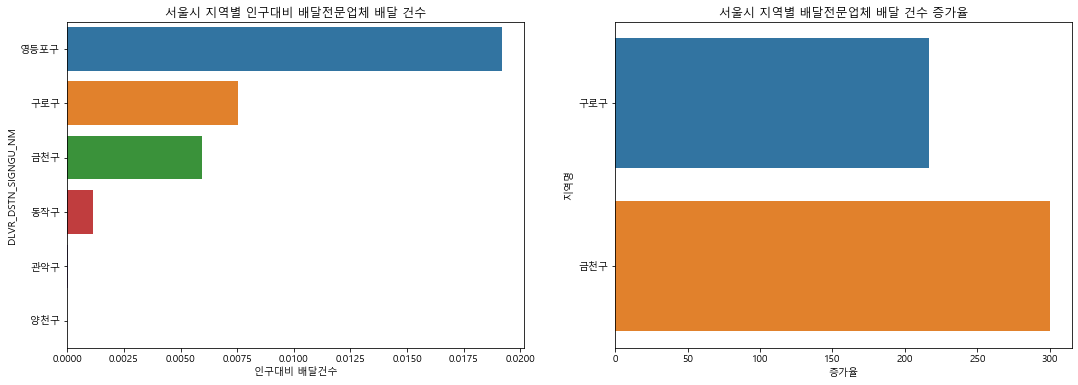 서울시 지역별 인구대비 배달전문업체 배달 건수
DLVR_DSTN_SIGNGU_NM
영등포구
구로구
금천구
동작구
관악구
양천구
0.0000 0.0025 0.0050 0.0075 0.0100 0.0125 0.0150 0.0175 0.0200
인구대비 배달건수
서울시 지역별 배달전문업체 배달 건수 증가율
지역명
구로구
금천구
0 50 100 150 200 250 300
증가율